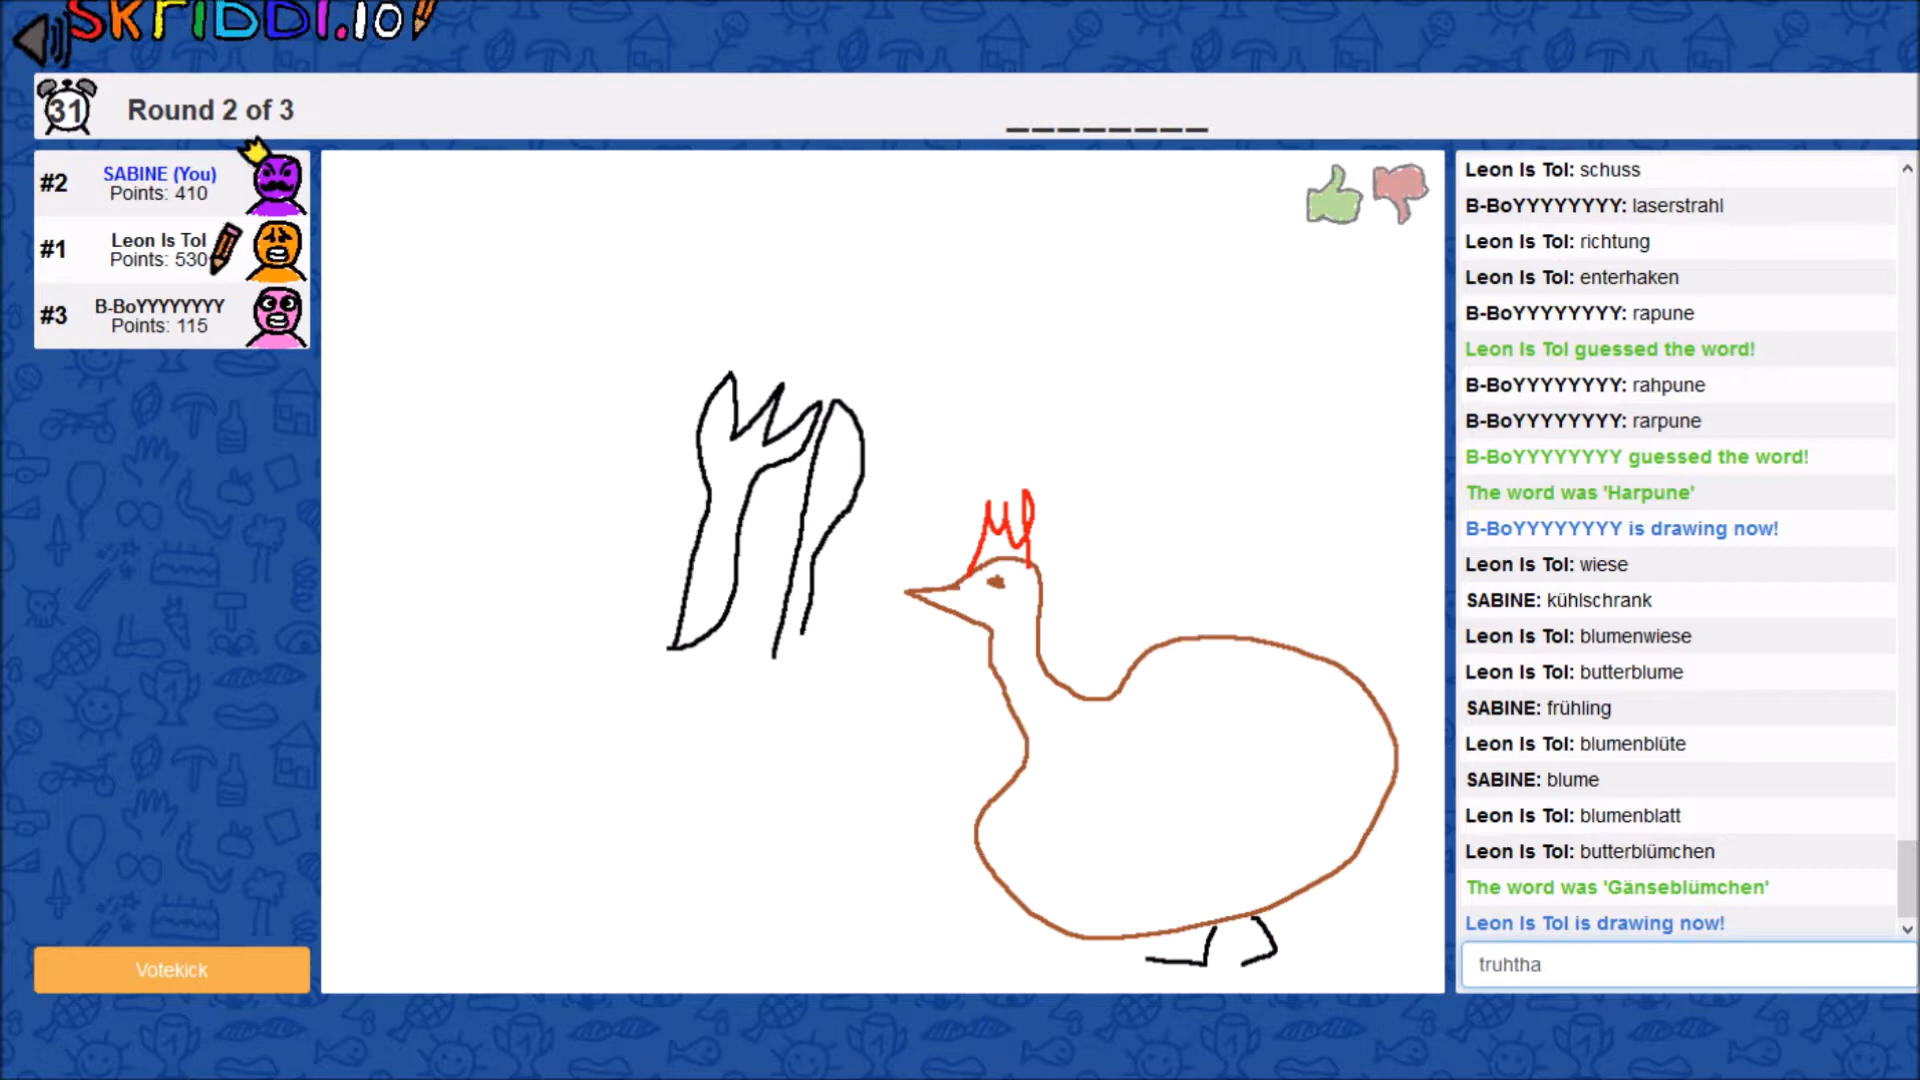 SKRIBBL.IO
31
Round 2 of 3
________
#2
SABINE (You)
Points: 410
#1
Leon Is Tol
Points: 530
#3
B-BoYYYYYYYY
Points: 115
Votekick
Leon Is Tol: schuss
B-BoYYYYYYYY: laserstrahl
Leon Is Tol: richtung
Leon Is Tol: enterhaken
B-BoYYYYYYYY: rapune
Leon Is Tol guessed the word!
B-BoYYYYYYYY: rahpune
B-BoYYYYYYYY: rarpune
B-BoYYYYYYYY guessed the word!
The word was 'Harpune'
B-BoYYYYYYYY is drawing now!
Leon Is Tol: wiese
SABINE: kühlschrank
Leon Is Tol: blumenwiese
Leon Is Tol: butterblume
SABINE: frühling
Leon Is Tol: blumenblüte
SABINE: blume
Leon Is Tol: blumenblatt
Leon Is Tol: butterblümchen
The word was 'Gänseblümchen'
Leon Is Tol is drawing now!
truhtha